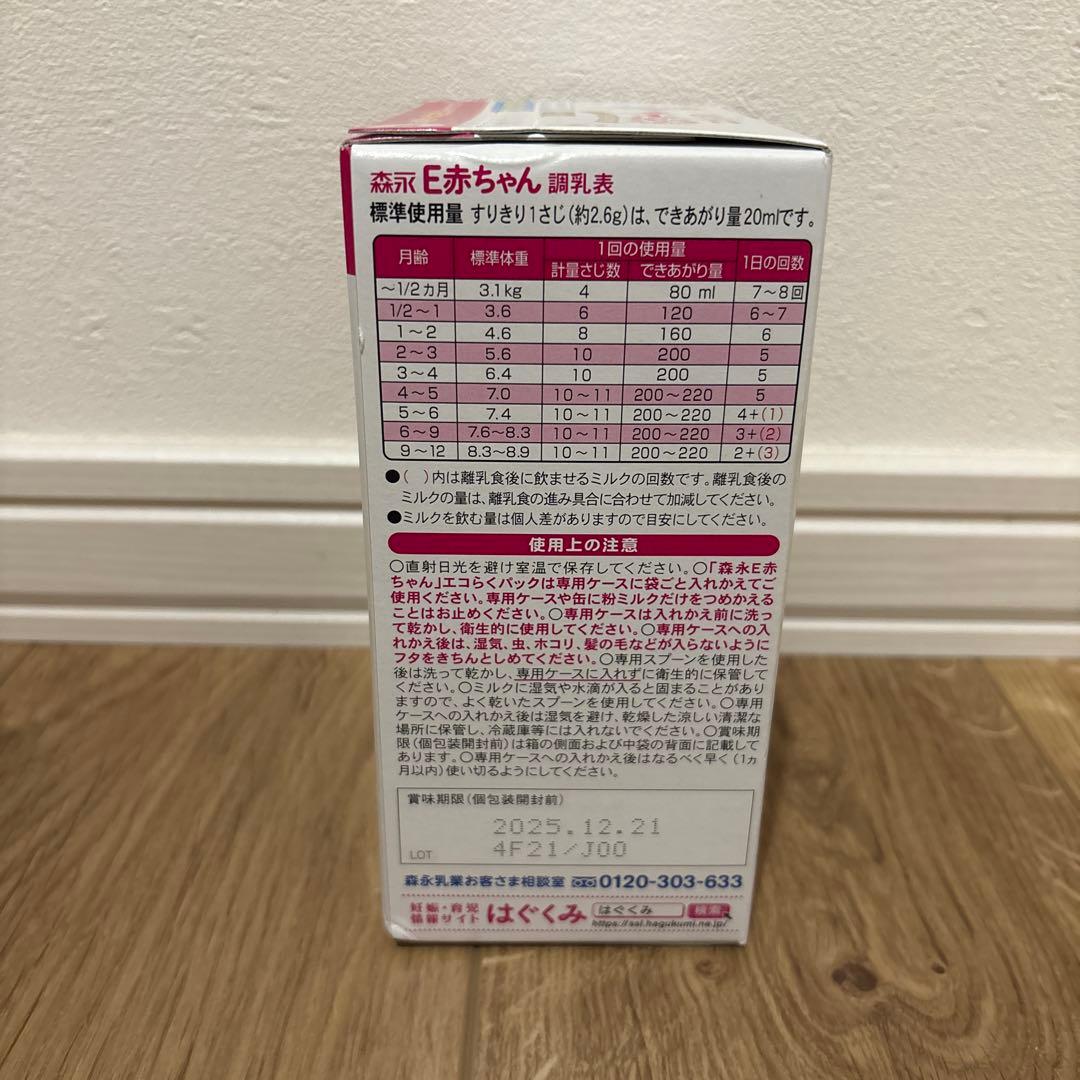 森永 E赤ちゃん 調乳表
標準使用量 すりきり1さじ(約2.6g)は、できあがり量20mlです。
月齢 標準体重 1回の使用量 1日の回数
計量さじ数 できあがり量
～1/2ヵ月 3.1kg 4 80 ml 7～8回
1/2～1 3.6 6 120 6～7
1～2 4.6 8 160 6
2～3 5.6 10 200 5
3～4 6.4 10 200 5
4～5 7.0 10～11 200～220 5
5～6 7.4 10～11 200～220 4+(1)
6～9 7.6～8.3 10～11 200～220 3+(2)
9～12 8.3～8.9 10～11 200～220 2+(3)
●( )内は離乳食後に飲ませるミルクの回数です。離乳食後の
ミルクの量は、離乳食の進み具合に合わせて加減してください。
●ミルクを飲む量は個人差がありますので目安にしてください。
使用上の注意
○直射日光を避け室温で保存してください。○「森永E赤
ちゃん」エコらくパックは専用ケースに袋ごと入れかえてご
使用ください。専用ケースや缶に粉ミルクだけをつめかえる
ことはお止めください。○専用ケースは入れかえ前に洗っ
て乾かし、衛生的に使用してください。○専用ケースへの入
れかえ後は、湿気、虫、ホコリ、髪の毛などが入らないように
フタをきちんとしめてください。○専用スプーンを使用した
後は洗って乾かし、専用ケースに入れずに衛生的に保管して
ください。○ミルクに湿気や水滴が入ると固まることがあり
ますので、よく乾いたスプーンを使用してください。○専用
ケースへの入れかえ後は湿気を避け、乾燥した涼しい清潔な
場所に保管し、冷蔵庫等には入れないでください。○賞味期
限(個包装開封前)は箱の側面および中袋の背面に記載して
あります。○専用ケースへの入れかえ後はなるべく早く(1ヵ
月以内)使い切るようにしてください。
賞味期限(個包装開封前)
2025.12.21
LOT 4F21/J00
森永乳業お客さま相談室 0120-303-633
妊娠・育児
情報サイト はぐくみ はぐくみ 検索
https://ssl.hagukumi.ne.jp/